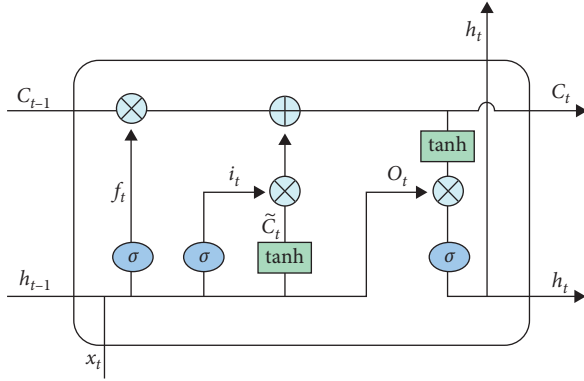 h_t
C_{t–1}
C_t
tanh
f_t
i_t
O_t
C̃_t
σ
σ
tanh
σ
h_{t–1}
h_t
x_t